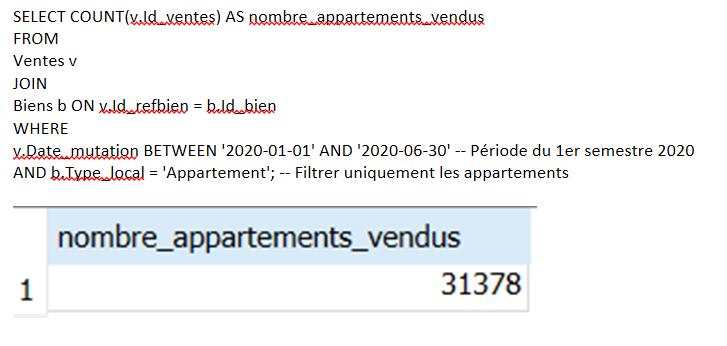 SELECT COUNT(v.Id_ventes) AS nombre_appartements_vendus
FROM
Ventes v
JOIN
Biens b ON v.Id_refbien = b.Id_bien
WHERE
v.Date_mutation BETWEEN '2020-01-01' AND '2020-06-30' -- Période du 1er semestre 2020
AND b.Type_local = 'Appartement'; -- Filtrer uniquement les appartements
nombre_appartements_vendus
1 31378